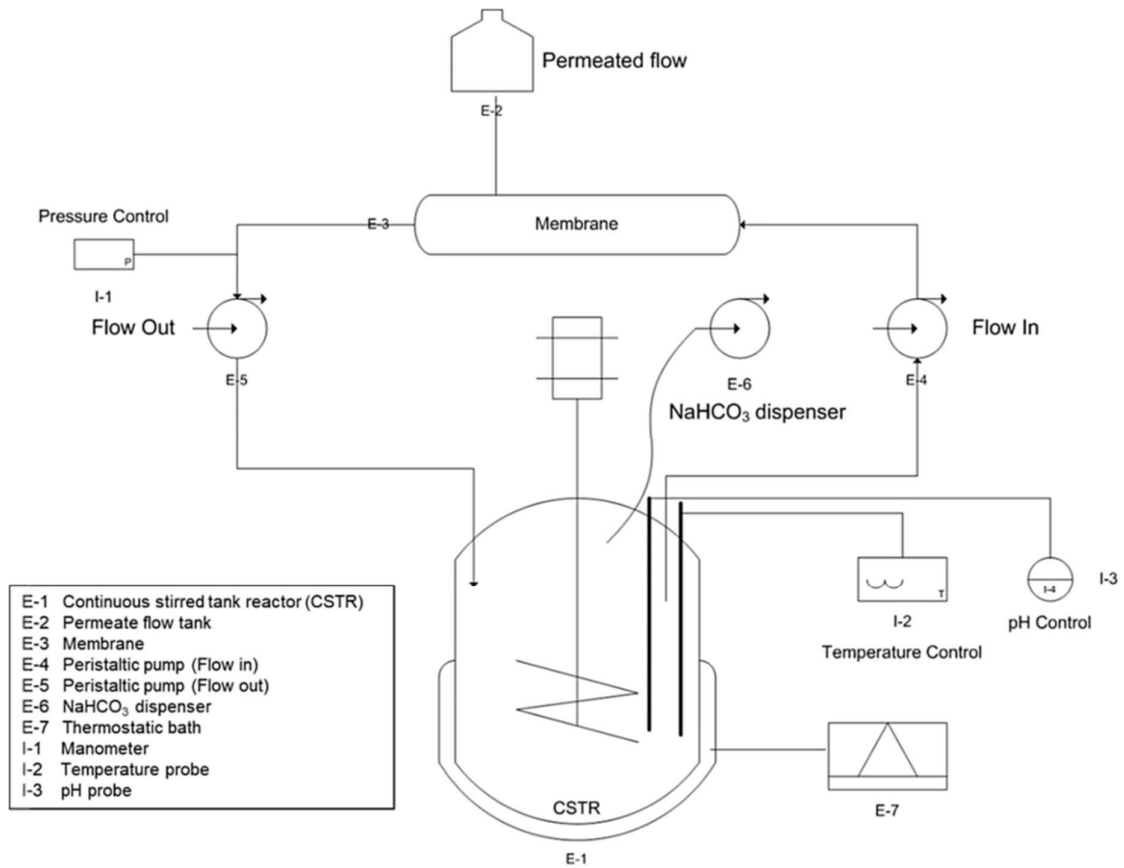 Permeated flow
E-2
Pressure Control
P
I-1
E-3
Membrane
Flow Out
E-5
E-6
NaHCO₃ dispenser
Flow In
E-4
I-3
I-4
pH Control
T
I-2
Temperature Control
E-1 Continuous stirred tank reactor (CSTR)
E-2 Permeate flow tank
E-3 Membrane
E-4 Peristaltic pump (Flow in)
E-5 Peristaltic pump (Flow out)
E-6 NaHCO₃ dispenser
E-7 Thermostatic bath
I-1 Manometer
I-2 Temperature probe
I-3 pH probe
CSTR
E-1
E-7